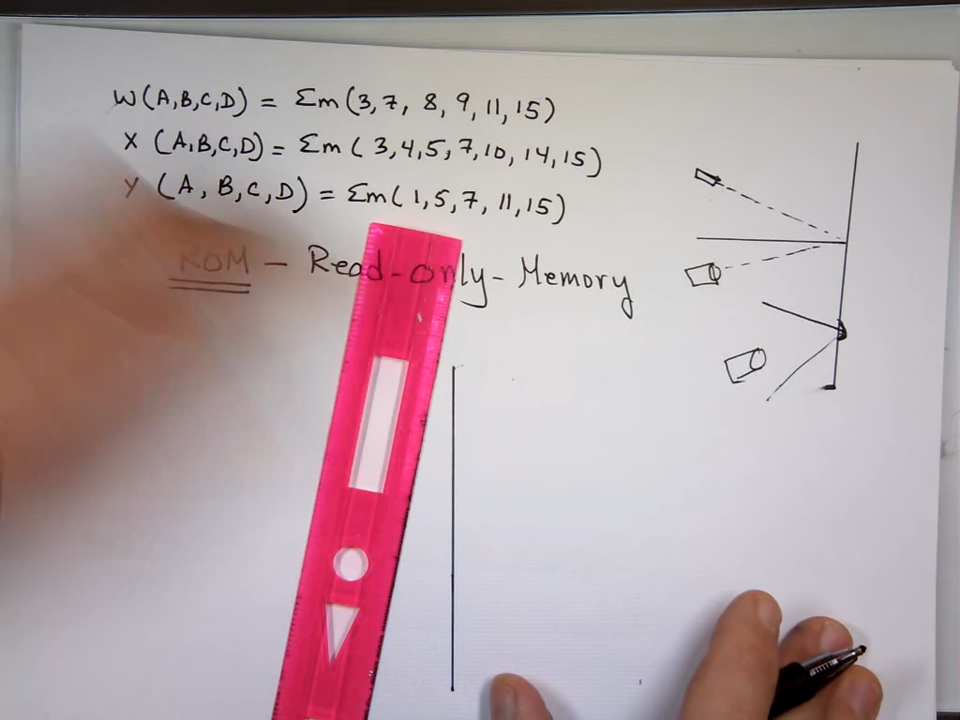 W(A,B,C,D) = Σm(3,7, 8, 9, 11, 15)
X (A,B,C,D) = Σm( 3,4,5,7,10, 14, 15)
Y (A, B, C, D) = Σm( 1,5,7, 11, 15)
ROM - Read-only-Memory